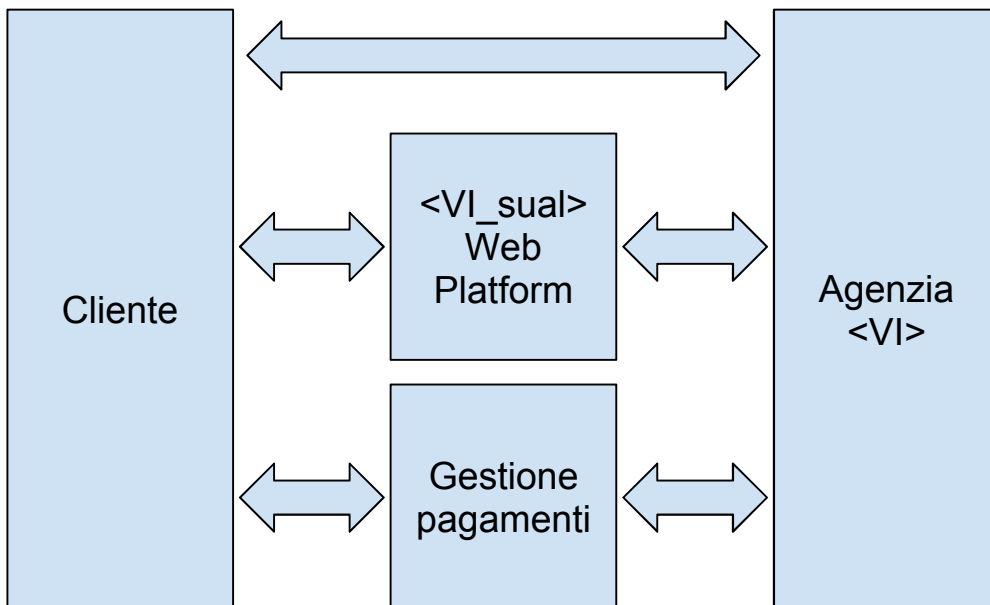 Cliente
<VI_sual>
Web
Platform
Gestione
pagamenti
Agenzia
<VI>